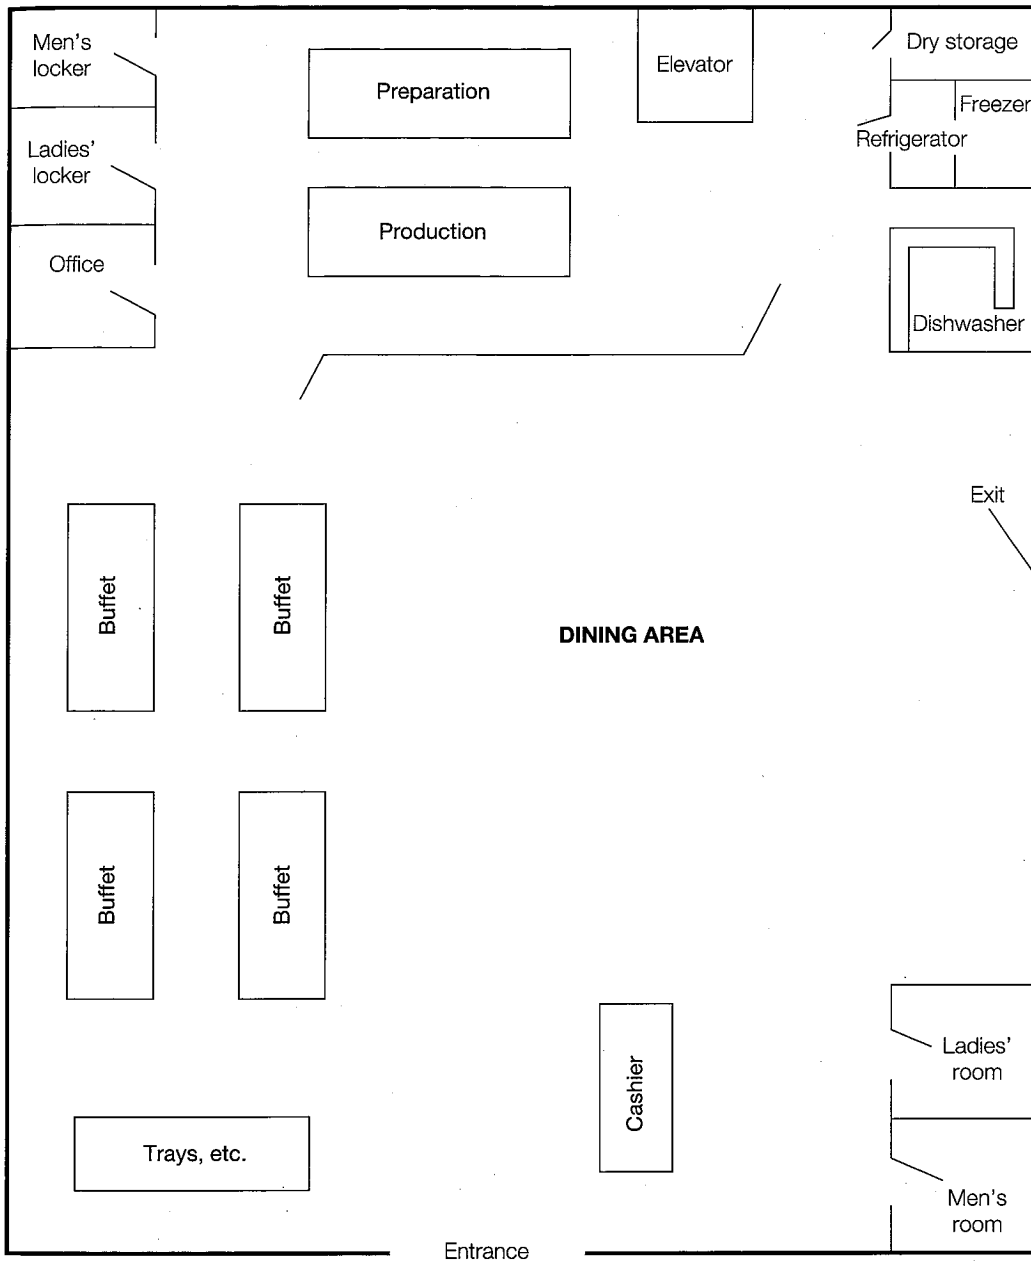 Men's
locker
Preparation
Elevator
Dry storage
Freezer
Refrigerator
Ladies'
locker
Production
Office
Dishwasher
Exit
Buffet
Buffet
DINING AREA
Buffet
Buffet
Ladies'
room
Cashier
Trays, etc.
Men's
room
Entrance